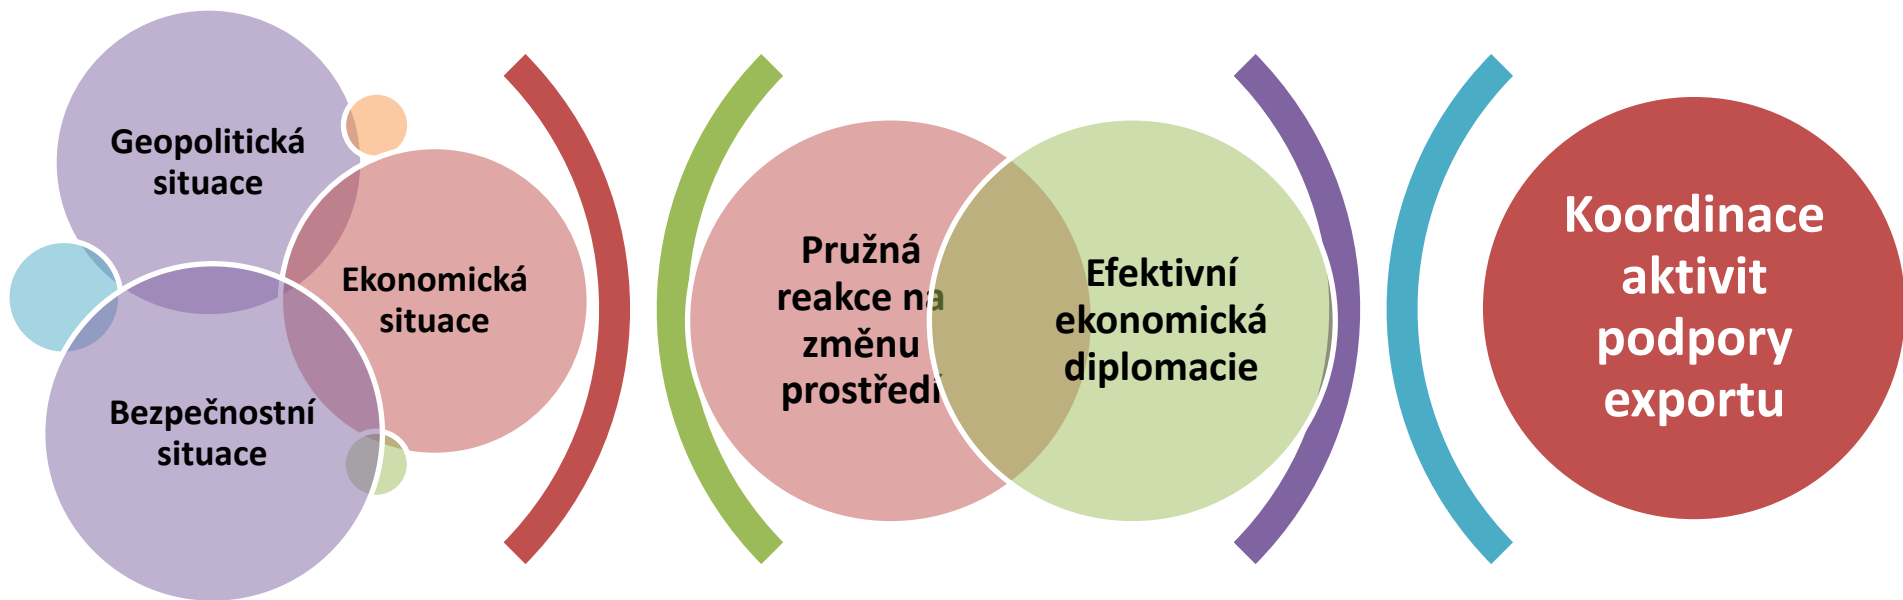 Geopolitická
situace
Ekonomická
situace
Bezpečnostní
situace
Pružná
reakce na
změnu
prostředí
Efektivní
ekonomická
diplomacie
Koordinace
aktivit
podpory
exportu